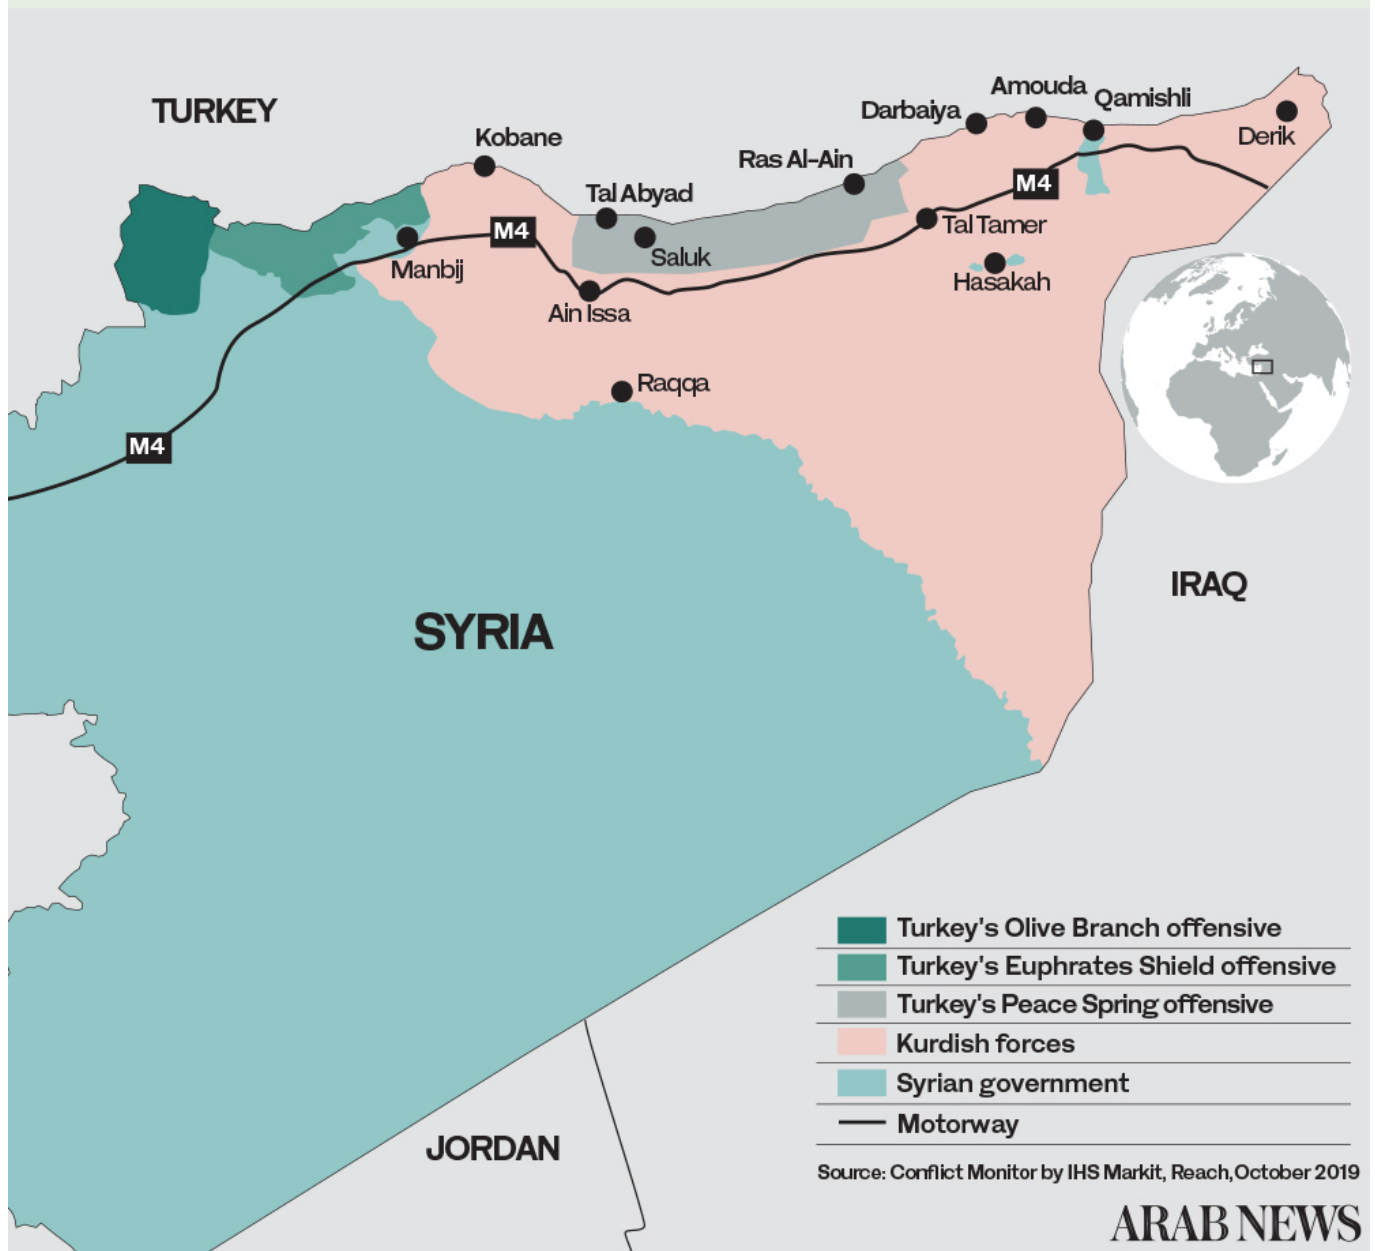 TURKEY
Kobane
Tal Abyad
Saluk
Ras Al-Ain
Darbaiya
Amouda
Qamishli
Derik
M4
M4
Manbij
Ain Issa
Tal Tamer
Hasakah
Raqqa
M4
SYRIA
IRAQ
JORDAN
Turkey's Olive Branch offensive
Turkey's Euphrates Shield offensive
Turkey's Peace Spring offensive
Kurdish forces
Syrian government
Motorway
Source: Conflict Monitor by IHS Markit, Reach,October 2019
ARAB NEWS